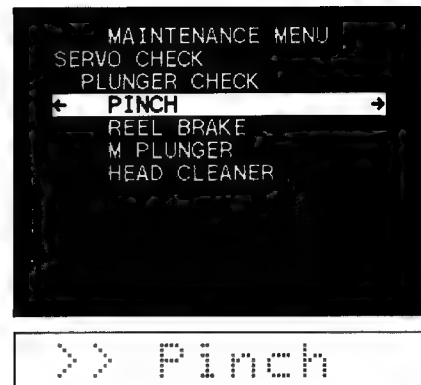 MAINTENANCE MENU
SERVO CHECK
PLUNGER CHECK
← PINCH →
REEL BRAKE
M PLUNGER
HEAD CLEANER
>> Pinch